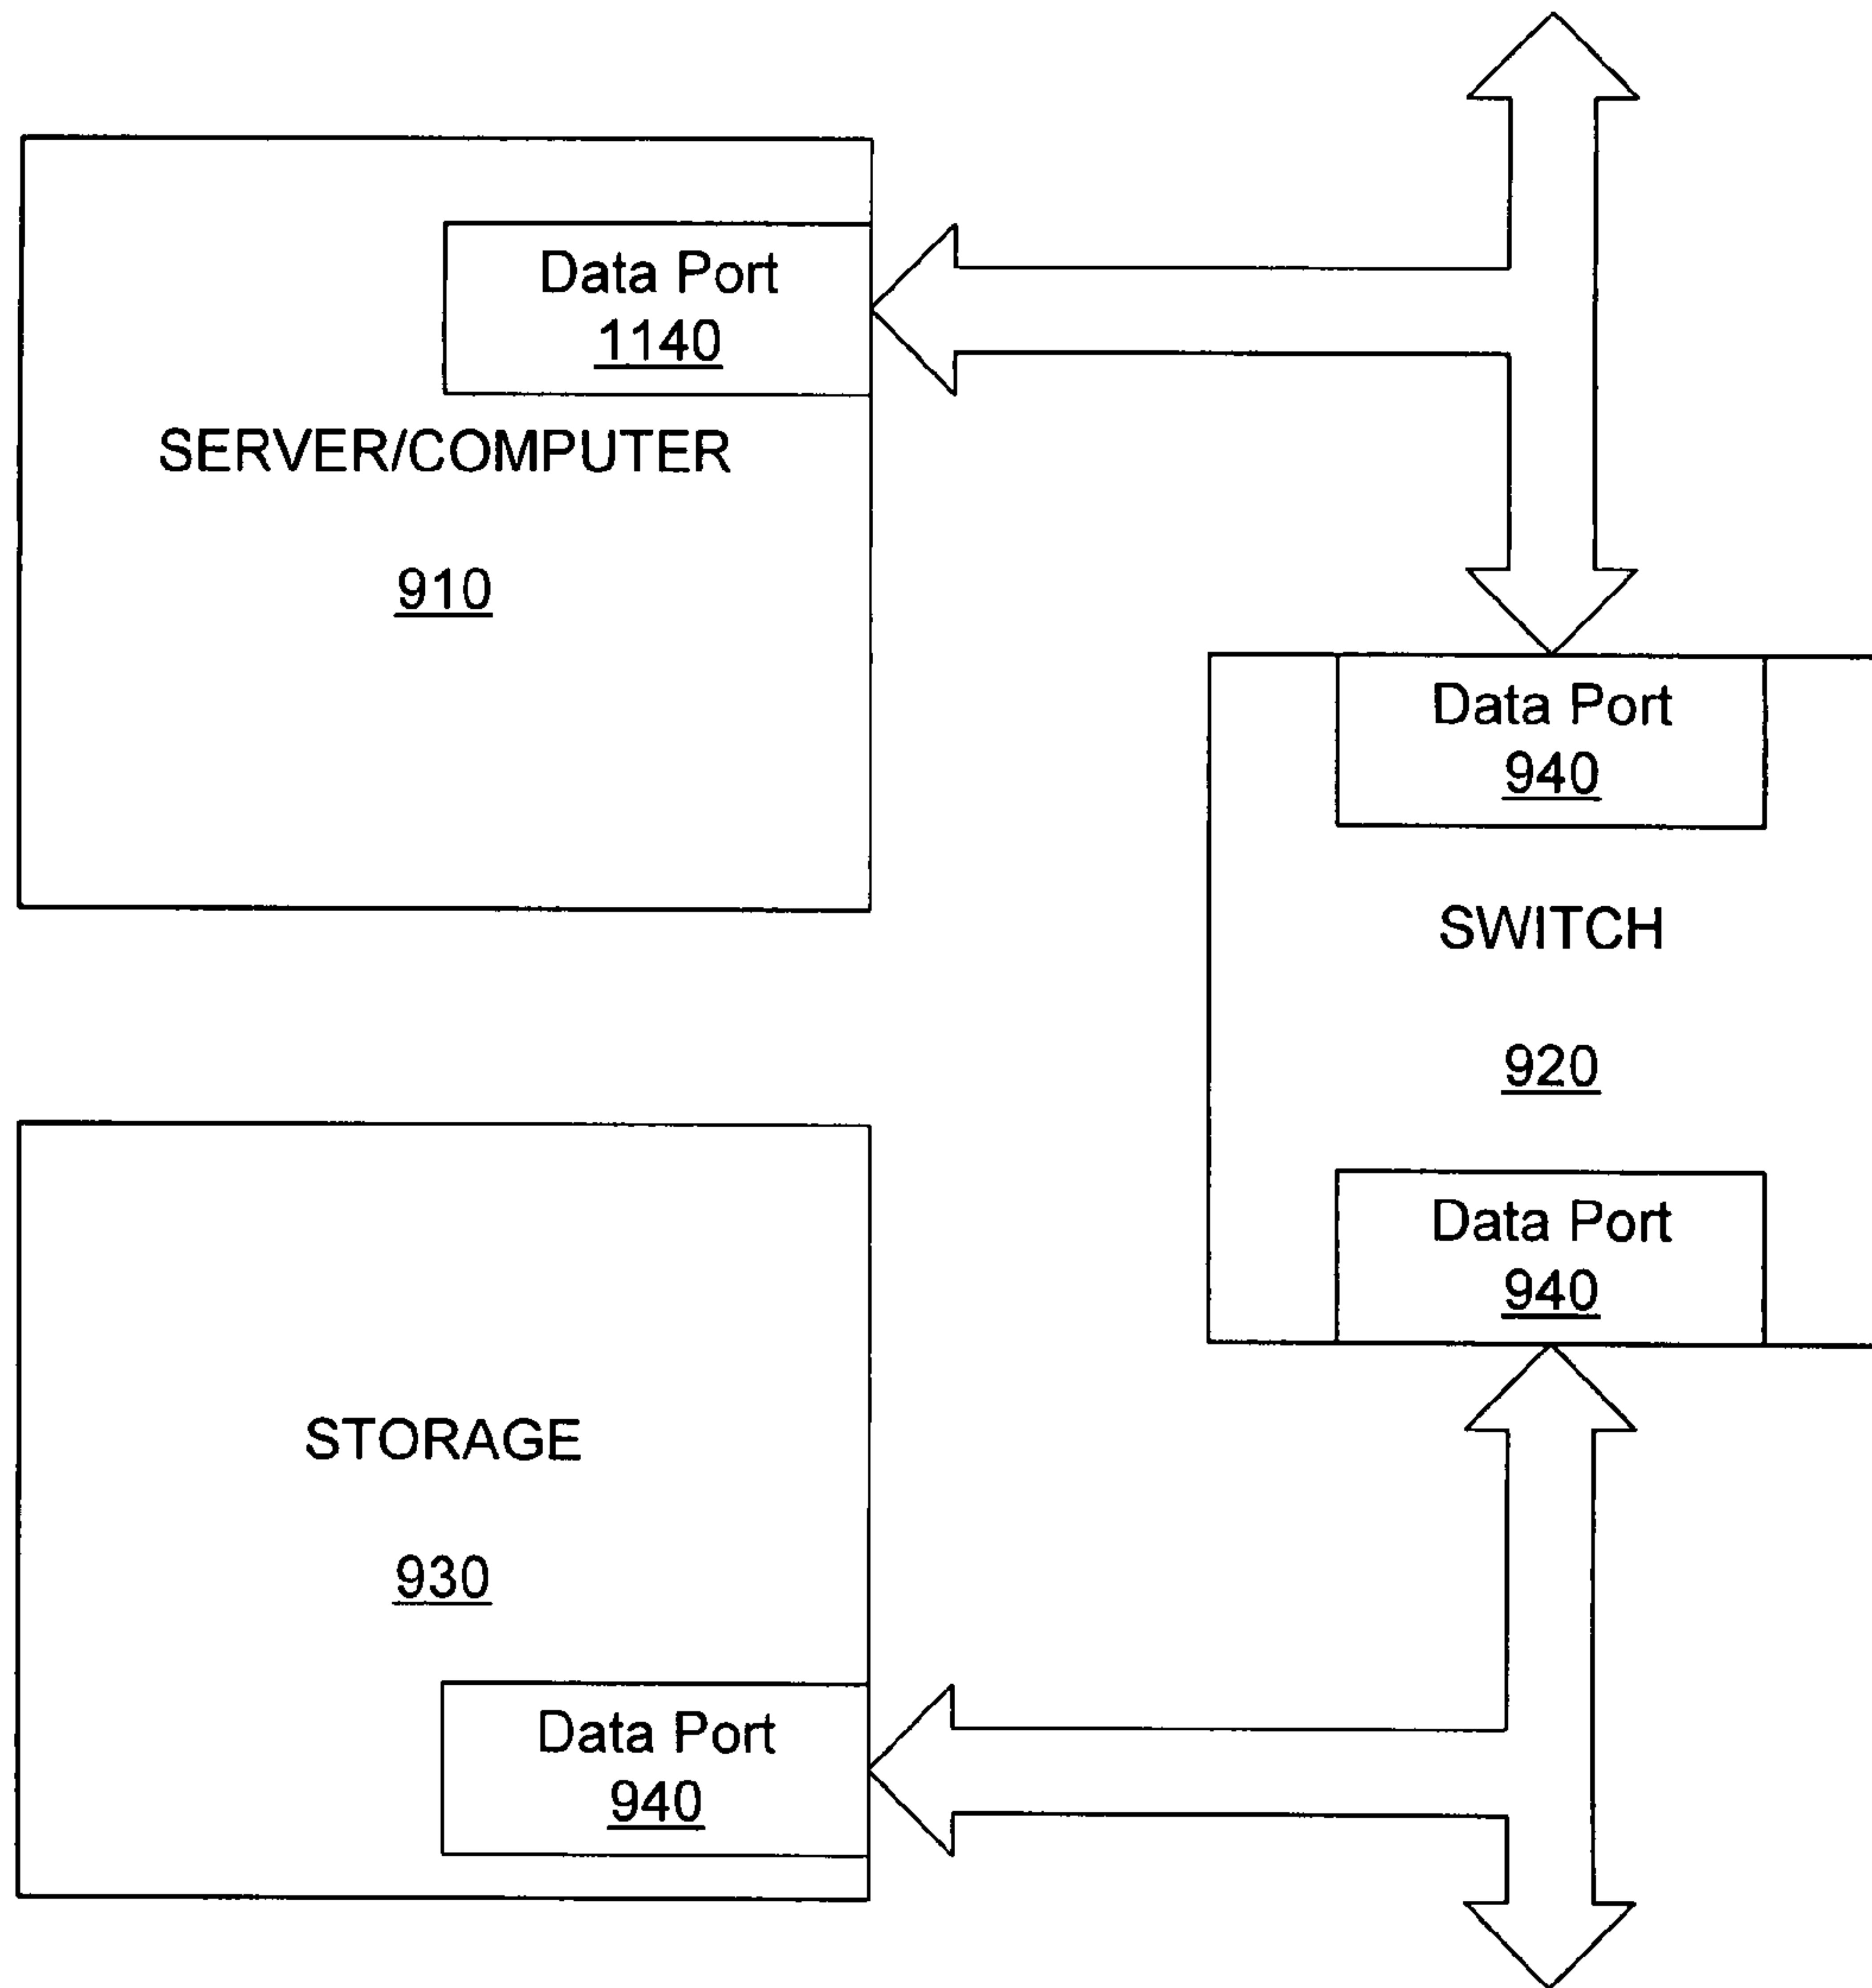 Data Port
1140
SERVER/COMPUTER
910
Data Port
940
SWITCH
920
Data Port
940
STORAGE
930
Data Port
940